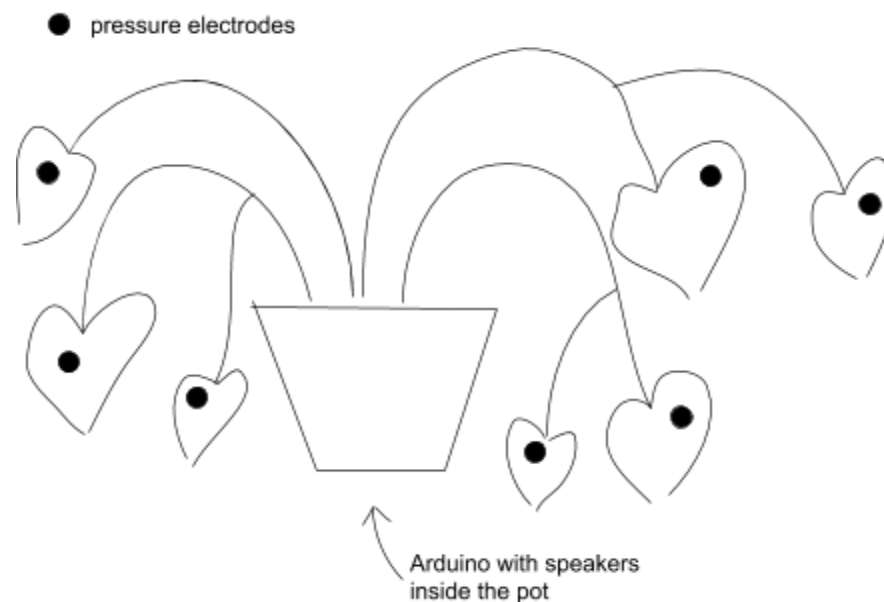 pressure electrodes
Arduino with speakers
inside the pot